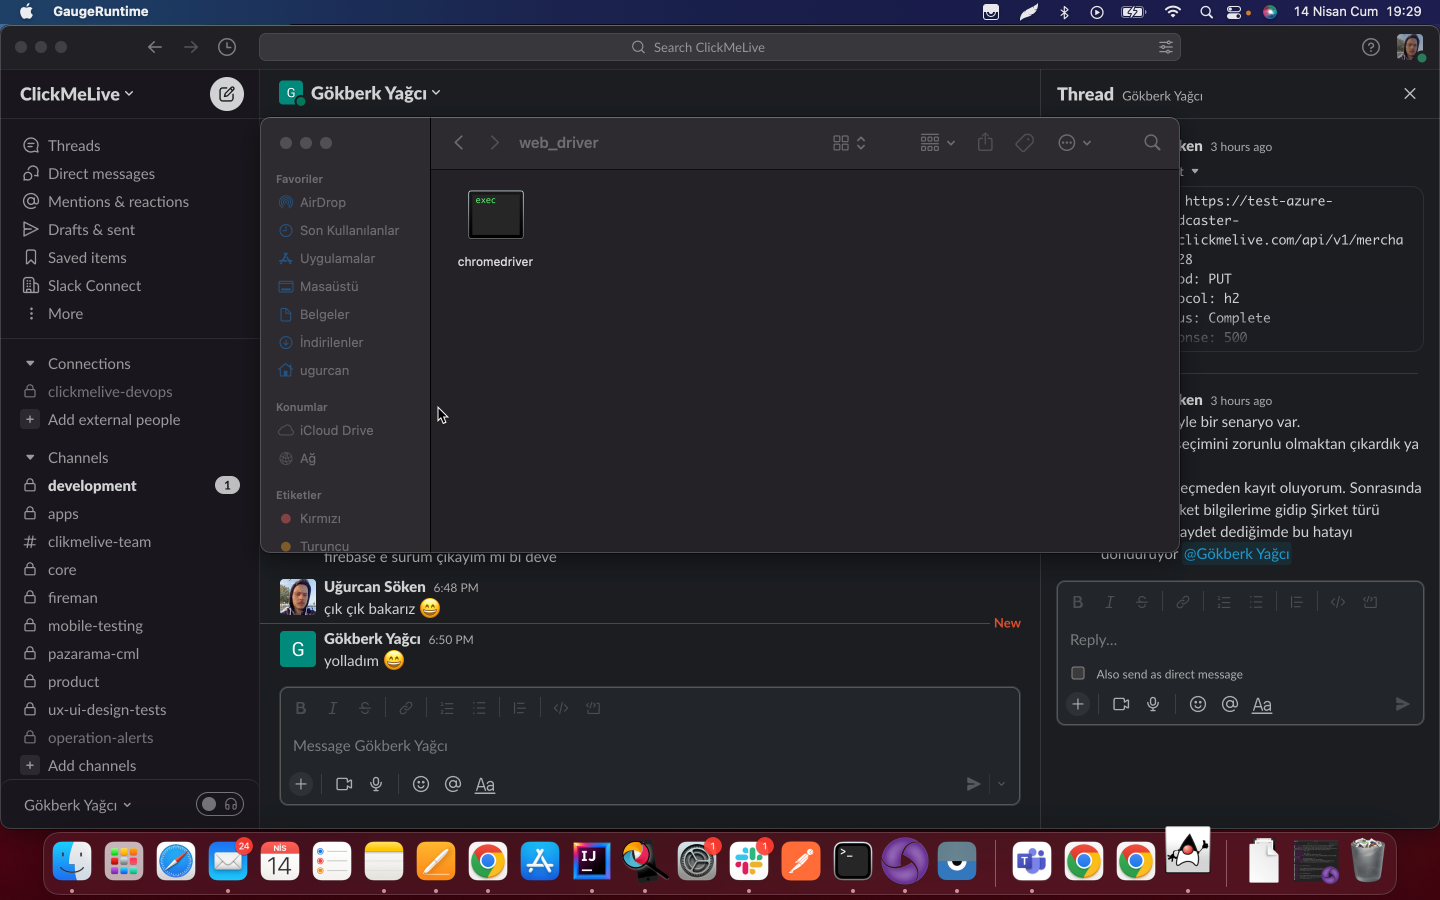 GaugeRuntime
14 Nisan Cum 19:29
Search ClickMeLive
ClickMeLive
Threads
Direct messages
Mentions & reactions
Drafts & sent
Saved items
Slack Connect
More
Connections
clickmelive-devops
Add external people
Channels
development 1
apps
clikmelive-team
core
fireman
mobile-testing
pazarama-cml
product
ux-ui-design-tests
operation-alerts
Add channels
Gökberk Yağcı
G Gökberk Yağcı
web_driver
Favoriler
AirDrop
Son Kullanılanlar
Uygulamalar
Masaüstü
Belgeler
İndirilenler
ugurcan
Konumlar
iCloud Drive
Ağ
Etiketler
Kırmızı
Turuncu
exec
chromedriver
firebase e sürüm çıkayım mı bi deve
Uğurcan Söken 6:48 PM
çık çık bakarız
New
G
Gökberk Yağcı 6:50 PM
yolladım
B I S
Message Gökberk Yağcı
Aa
Thread Gökberk Yağcı
ken 3 hours ago
t
https://test-azure-
dcaster-
clickmelive.com/api/v1/mercha
28
od: PUT
ocol: h2
us: Complete
onse: 500
ken 3 hours ago
yle bir senaryo var.
seçimini zorunlu olmaktan çıkardık ya
eçmeden kayıt oluyorum. Sonrasında
ket bilgilerime gidip Şirket türü
aydet dediğimde bu hatayı
döndürüyor @Gökberk Yağcı
B I S
Reply...
Also send as direct message
Aa
24
NİS
14
IJ
1
1